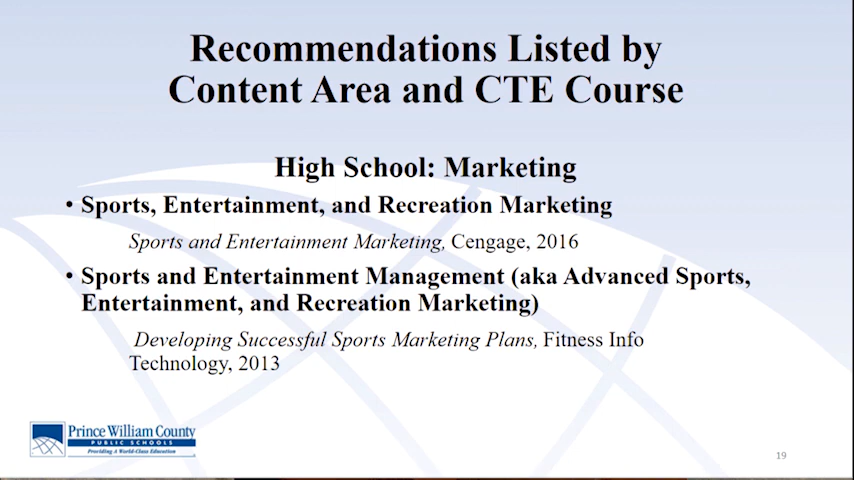 Recommendations Listed by
Content Area and CTE Course
High School: Marketing
• Sports, Entertainment, and Recreation Marketing
Sports and Entertainment Marketing, Cengage, 2016
• Sports and Entertainment Management (aka Advanced Sports,
Entertainment, and Recreation Marketing)
Developing Successful Sports Marketing Plans, Fitness Info
Technology, 2013
Prince William County
PUBLIC SCHOOLS
Providing A World-Class Education
19